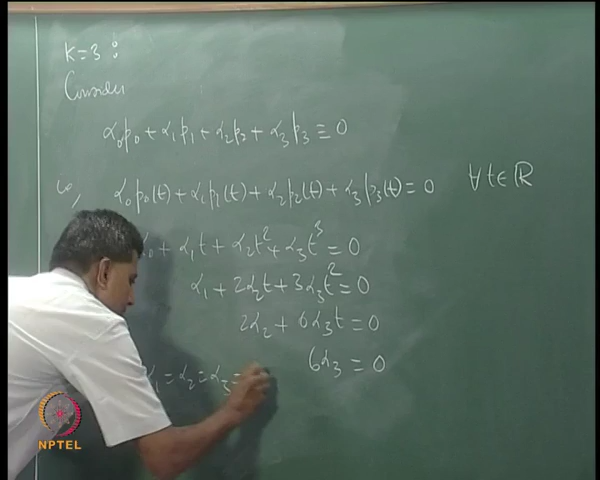 K=3 :
Consider
α₀p₀ + α₁p₁ + α₂p₂ + α₃p₃ ≡ 0
α₀p₀(t) + α₁p₁(t) + α₂p₂(t) + α₃p₃(t) = 0 ∀ t ∈ ℝ
+ α₁t + α₂t² + α₃t³ = 0
α₁ + 2α₂t + 3α₃t² = 0
2α₂ + 6α₃t = 0
6α₃ = 0
α₁ = α₂ = α₃ =
NPTEL